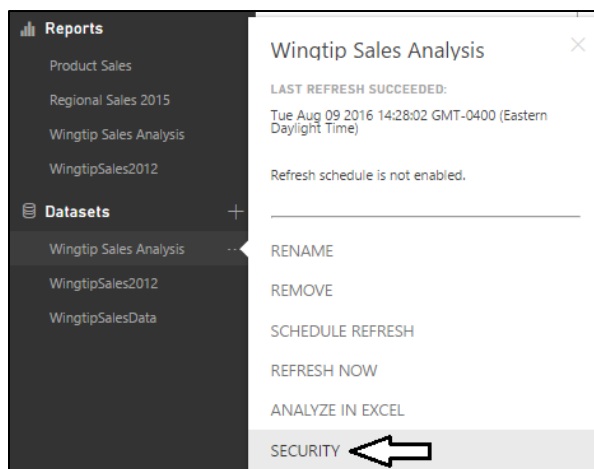 Reports
Product Sales
Regional Sales 2015
Wingtip Sales Analysis
WingtipSales2012
Datasets
Wingtip Sales Analysis
WingtipSales2012
WingtipSalesData
Wingtip Sales Analysis
LAST REFRESH SUCCEEDED:
Tue Aug 09 2016 14:28:02 GMT-0400 (Eastern
Daylight Time)
Refresh schedule is not enabled.
RENAME
REMOVE
SCHEDULE REFRESH
REFRESH NOW
ANALYZE IN EXCEL
SECURITY